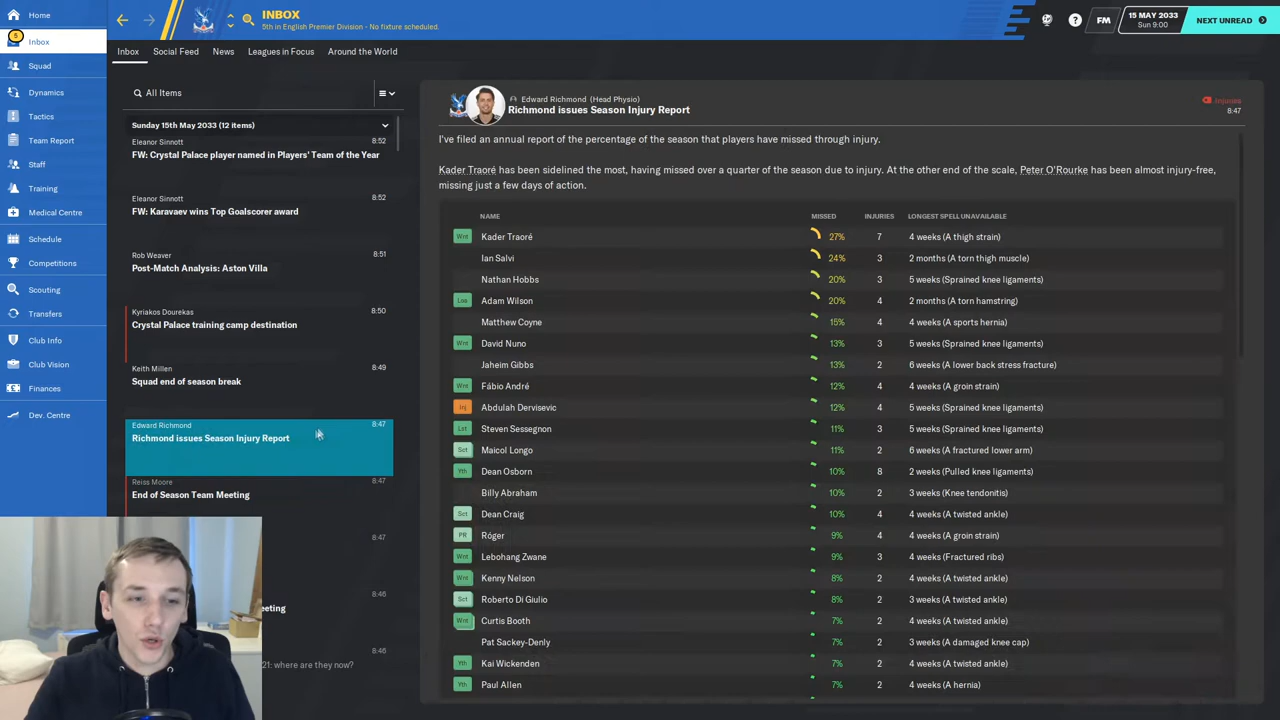 Home
Inbox
5
Squad
Dynamics
Tactics
Team Report
Staff
Training
Medical Centre
Schedule
Competitions
Scouting
Transfers
Club Info
Club Vision
Finances
Dev. Centre
INBOX
5th in English Premier Division - No fixture scheduled.
FM
15 MAY 2033
Sun 9:00
NEXT UNREAD
Inbox
Social Feed
News
Leagues in Focus
Around the World
All Items
Sunday 15th May 2033 (12 items)
Eleanor Sinnott 8:52
FW: Crystal Palace player named in Players' Team of the Year
Eleanor Sinnott 8:52
FW: Karavaev wins Top Goalscorer award
Rob Weaver 8:51
Post-Match Analysis: Aston Villa
Kyriakos Dourekas 8:50
Crystal Palace training camp destination
Keith Millen 8:49
Squad end of season break
Edward Richmond 8:47
Richmond issues Season Injury Report
Reiss Moore 8:47
End of Season Team Meeting
8:47
8:46
eeting
8:46
21: where are they now?
Edward Richmond (Head Physio)
Richmond issues Season Injury Report
Injuries
8:47
I've filed an annual report of the percentage of the season that players have missed through injury.
Kader Traoré has been sidelined the most, having missed over a quarter of the season due to injury. At the other end of the scale, Peter O'Rourke has been almost injury-free,
missing just a few days of action.
NAME MISSED INJURIES LONGEST SPELL UNAVAILABLE
Wnt Kader Traoré 27% 7 4 weeks (A thigh strain)
Ian Salvi 24% 3 2 months (A torn thigh muscle)
Nathan Hobbs 20% 3 5 weeks (Sprained knee ligaments)
Loa Adam Wilson 20% 4 2 months (A torn hamstring)
Matthew Coyne 15% 4 4 weeks (A sports hernia)
Wnt David Nuno 13% 3 5 weeks (Sprained knee ligaments)
Jaheim Gibbs 13% 2 6 weeks (A lower back stress fracture)
Wnt Fábio André 12% 4 4 weeks (A groin strain)
Inj Abdulah Dervisevic 12% 4 5 weeks (Sprained knee ligaments)
Lst Steven Sessegnon 11% 3 5 weeks (Sprained knee ligaments)
Sct Maicol Longo 11% 2 6 weeks (A fractured lower arm)
Yth Dean Osborn 10% 8 2 weeks (Pulled knee ligaments)
Billy Abraham 10% 2 3 weeks (Knee tendonitis)
Sct Dean Craig 10% 2 4 weeks (A twisted ankle)
PR Róger 9% 4 4 weeks (A groin strain)
Wnt Lebohang Zwane 9% 3 4 weeks (Fractured ribs)
Wnt Kenny Nelson 8% 2 4 weeks (A twisted ankle)
Sct Roberto Di Giulio 8% 2 3 weeks (A twisted ankle)
Wnt Curtis Booth 7% 2 4 weeks (A twisted ankle)
Pat Sackey-Denly 7% 2 3 weeks (A damaged knee cap)
Yth Kai Wickenden 7% 2 4 weeks (A twisted ankle)
Yth Paul Allen 7% 2 4 weeks (A hernia)